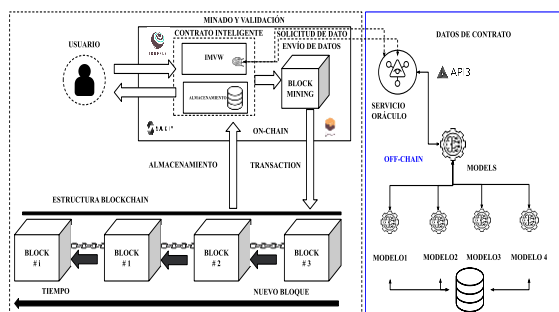 MINADO Y VALIDACIÓN
CONTRATO INTELIGENTE
SOLICITUD DE DATO
DATOS DE CONTRATO
USUARIO
ENVÍO DE DATOS
IMVW
BLOCK
MINING
ALMACENAMIENTO
API3
SERVICIO
ORÁCULO
ON-CHAIN
ALMACENAMIENTO
TRANSACTION
OFF-CHAIN
MODELS
ESTRUCTURA BLOCKCHAIN
BLOCK
# i
BLOCK
# 1
BLOCK
# 2
BLOCK
# 3
MODELO1
MODELO2
MODELO3
MODELO 4
TIEMPO
NUEVO BLOQUE